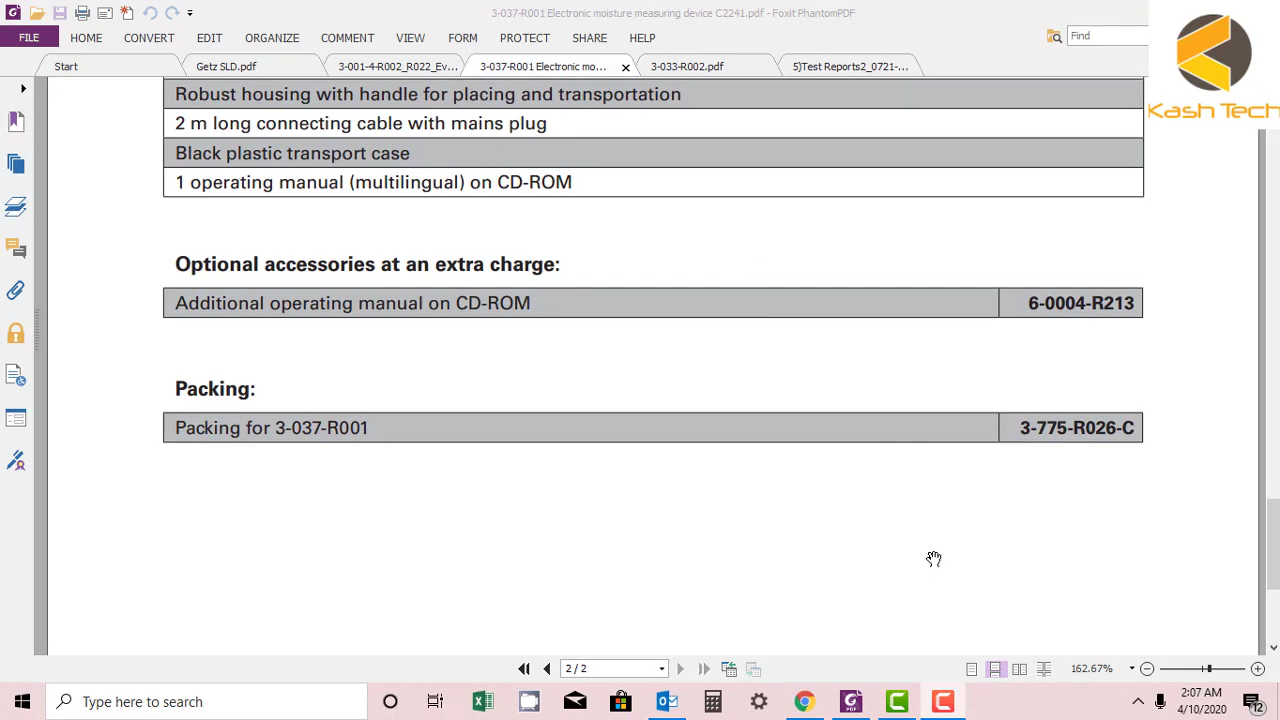 3-037-R001 Electronic moisture measuring device C2241.pdf - Foxit PhantomPDF
FILE HOME CONVERT EDIT ORGANIZE COMMENT VIEW FORM PROTECT SHARE HELP Find
Start Getz SLD.pdf 3-001-4-R002_R022_Ev... 3-037-R001 Electronic mo... 3-033-R002.pdf 5)Test Reports2_0721-...
Kash Tech
Robust housing with handle for placing and transportation
2 m long connecting cable with mains plug
Black plastic transport case
1 operating manual (multilingual) on CD-ROM
Optional accessories at an extra charge:
Additional operating manual on CD-ROM 6-0004-R213
Packing:
Packing for 3-037-R001 3-775-R026-C
2 / 2 162.67%
Type here to search
2:07 AM
4/10/2020
12